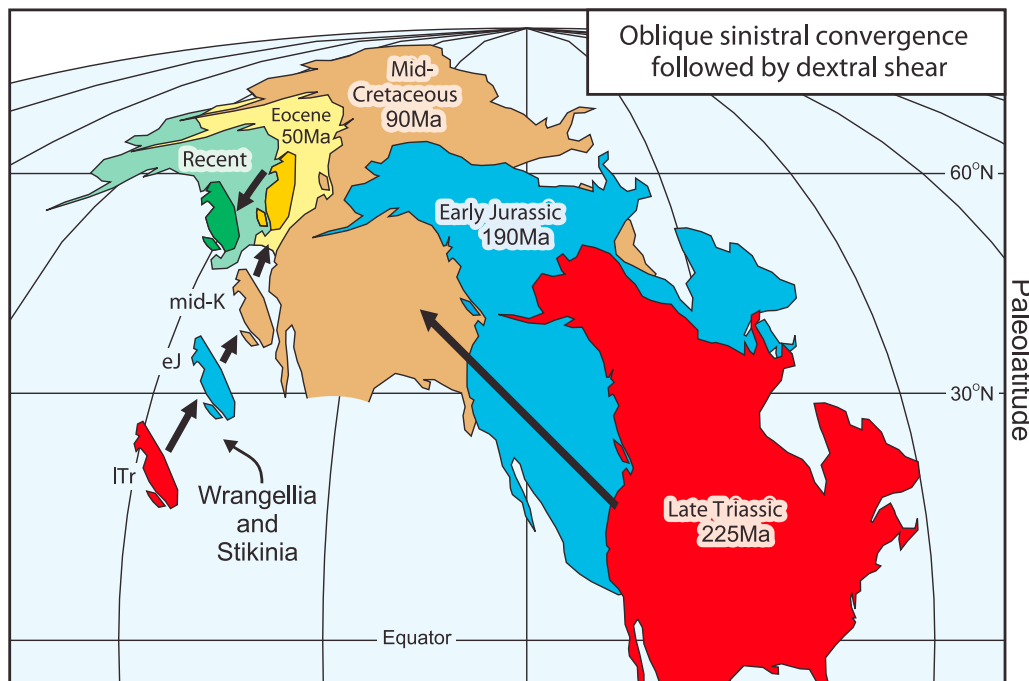 Oblique sinistral convergence
followed by dextral shear
Mid-
Cretaceous
90Ma
Eocene
50Ma
Recent
60°N
Early Jurassic
190Ma
mid-K
eJ
30°N
Paleolatitude
lTr
Wrangellia
and
Stikinia
Late Triassic
225Ma
Equator